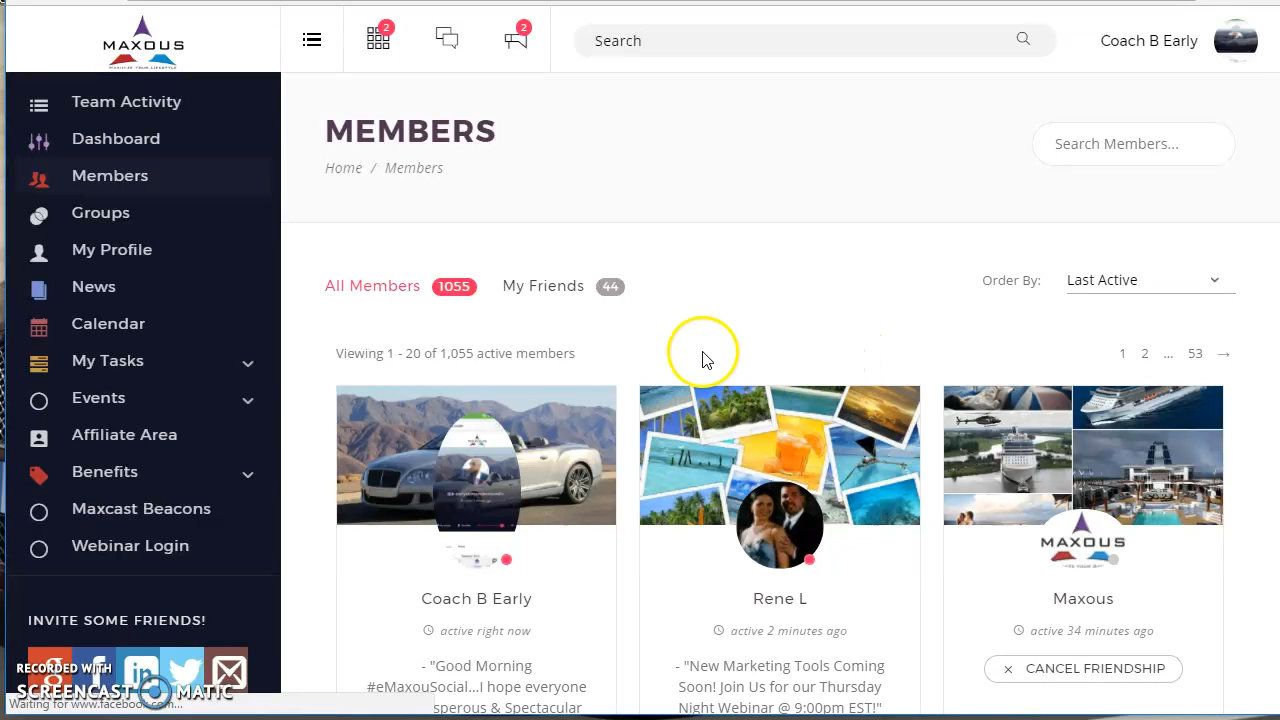 MAXOUS
MAXIMIZE YOUR LIFESTYLE
2
2
Search
Coach B Early
Team Activity
Dashboard
Members
Groups
My Profile
News
Calendar
My Tasks
Events
Affiliate Area
Benefits
Maxcast Beacons
Webinar Login
INVITE SOME FRIENDS!
RECORDED WITH
SCREENCAST MATIC
Waiting for www.facebook.com...
MEMBERS
Home / Members
Search Members...
All Members 1055 My Friends 44
Order By: Last Active
Viewing 1 - 20 of 1,055 active members
1 2 ... 53 →
Coach B Early
active right now
- "Good Morning
#eMaxouSocial...I hope everyone
sperous & Spectacular
Rene L
active 2 minutes ago
- "New Marketing Tools Coming
Soon! Join Us for our Thursday
Night Webinar @ 9:00pm EST!"
MAXOUS
Maxous
active 34 minutes ago
× CANCEL FRIENDSHIP